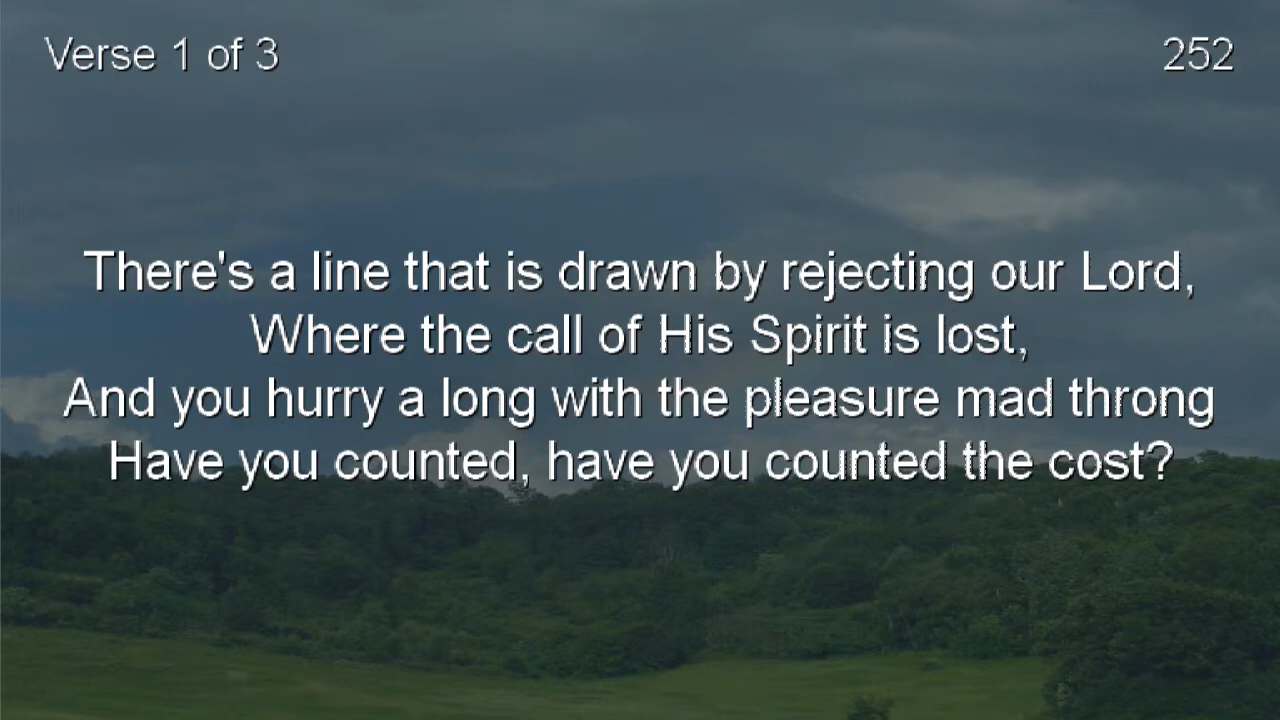 Verse 1 of 3
252
There's a line that is drawn by rejecting our Lord,
Where the call of His Spirit is lost,
And you hurry a long with the pleasure mad throng
Have you counted, have you counted the cost?